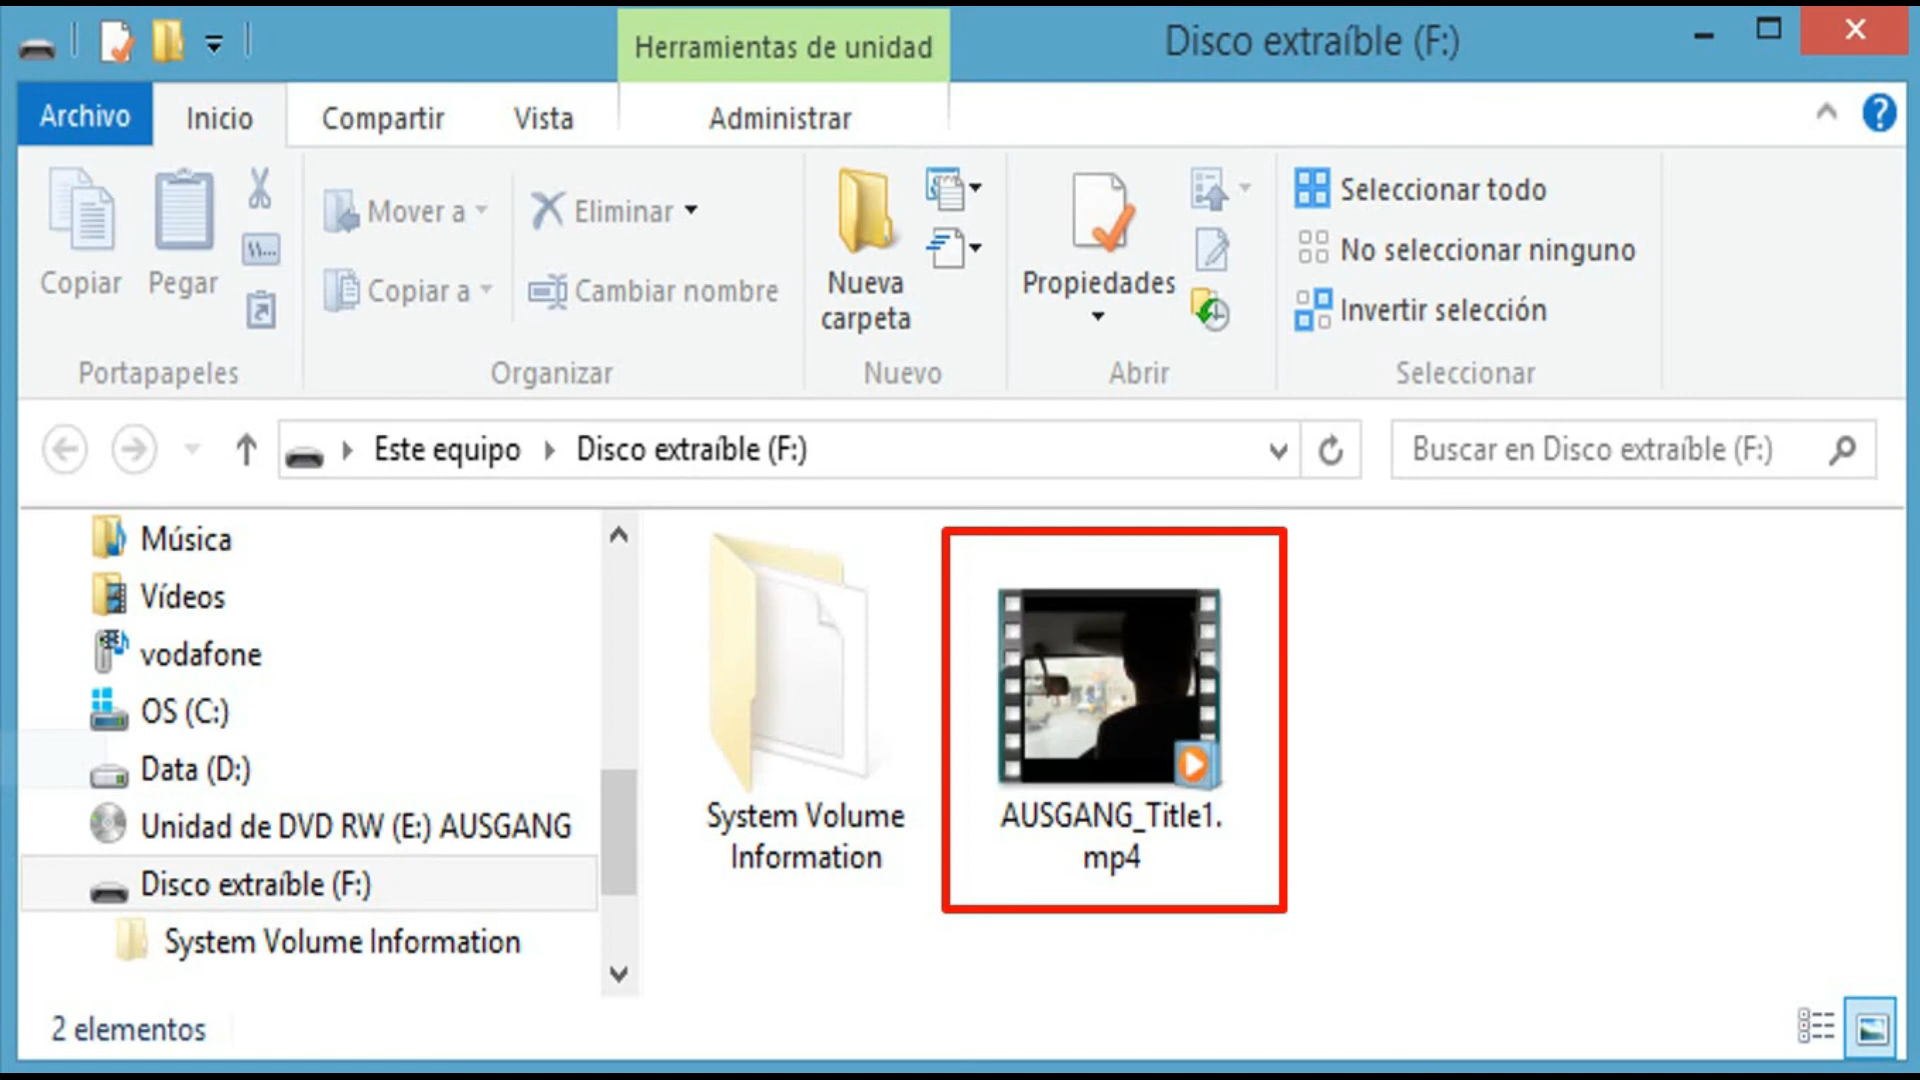 Herramientas de unidad
Disco extraíble (F:)
Archivo
Inicio
Compartir
Vista
Administrar
Copiar
Pegar
Mover a
Copiar a
Eliminar
Cambiar nombre
Nueva
carpeta
Propiedades
Seleccionar todo
No seleccionar ninguno
Invertir selección
Portapapeles
Organizar
Nuevo
Abrir
Seleccionar
Este equipo
Disco extraíble (F:)
Buscar en Disco extraíble (F:)
Música
Vídeos
vodafone
OS (C:)
Data (D:)
Unidad de DVD RW (E:) AUSGANG
Disco extraíble (F:)
System Volume Information
System Volume
Information
AUSGANG_Title1.
mp4
2 elementos